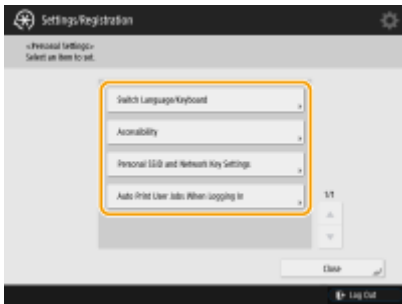 Settings/Registration
<Personal Settings>
Select an item to set.
Switch Language/Keyboard
Accessibility
Personal SSID and Network Key Settings
Auto Print User Jobs When Logging In
1/1
Close
Log Out